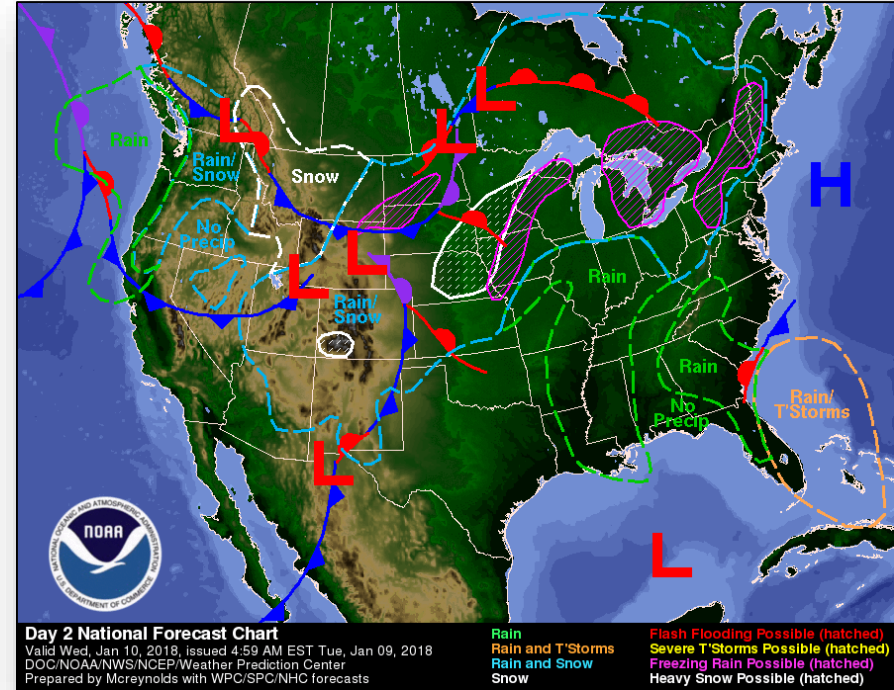 Rain
Rain/
Snow
Snow
No
Precip
L
L
L
L
L
L
L
H
Rain/
Snow
Rain
Rain
No
Precip
Rain/
T'Storms
NATIONAL OCEANIC AND ATMOSPHERIC ADMINISTRATION
NOAA
U.S. DEPARTMENT OF COMMERCE
Day 2 National Forecast Chart
Valid Wed, Jan 10, 2018, issued 4:59 AM EST Tue, Jan 09, 2018
DOC/NOAA/NWS/NCEP/Weather Prediction Center
Prepared by Mcreynolds with WPC/SPC/NHC forecasts
Rain
Rain and T'Storms
Rain and Snow
Snow
Flash Flooding Possible (hatched)
Severe T'Storms Possible (hatched)
Freezing Rain Possible (hatched)
Heavy Snow Possible (hatched)